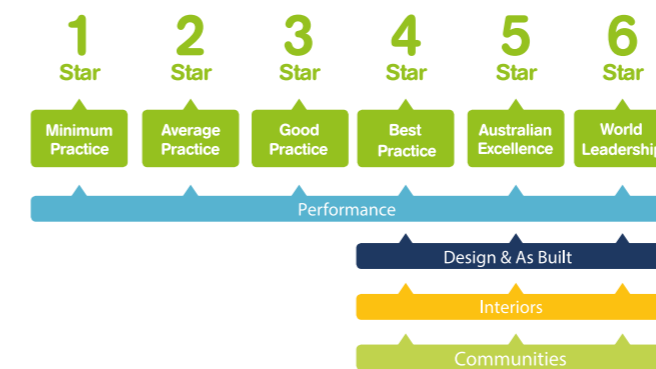 1 2 3 4 5 6
Star Star Star Star Star Star
Minimum Average Good Best Australian World
Practice Practice Practice Practice Excellence Leadership
Performance
Design & As Built
Interiors
Communities